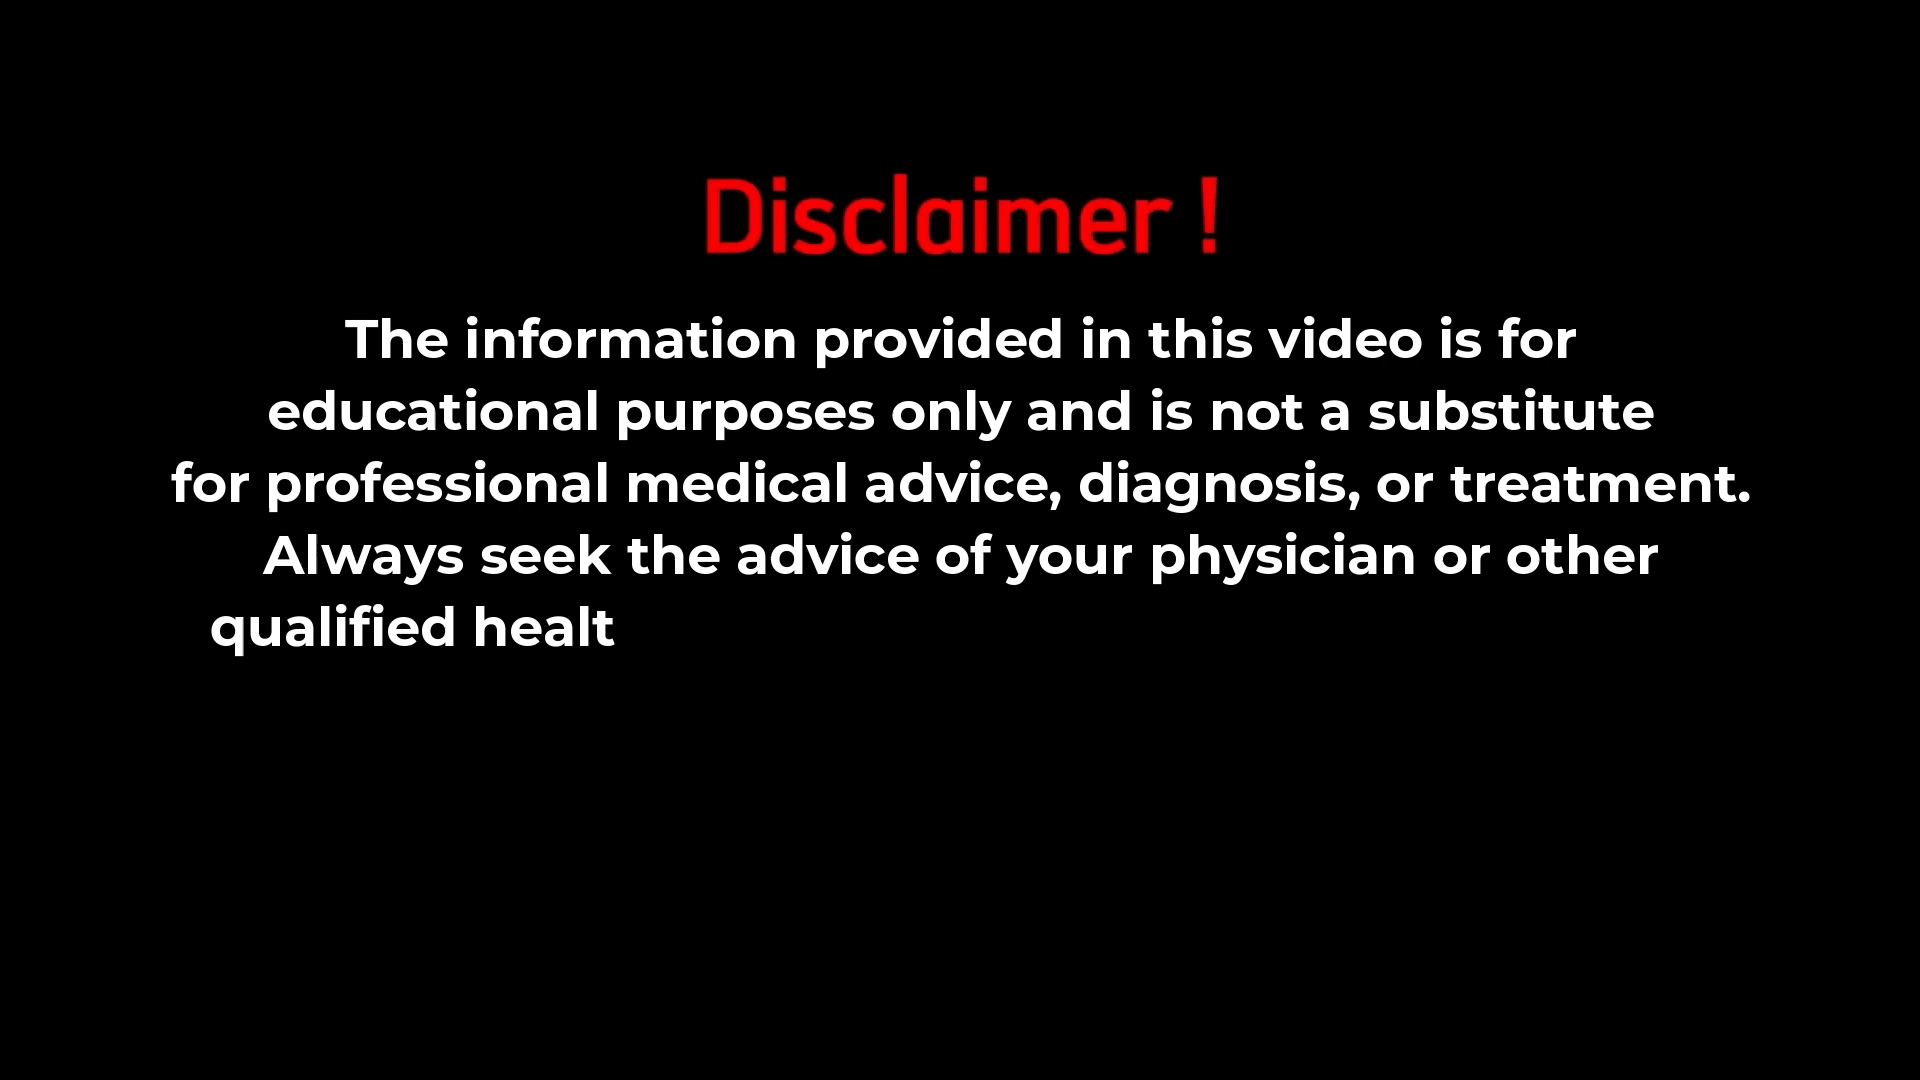 Disclaimer !
The information provided in this video is for
educational purposes only and is not a substitute
for professional medical advice, diagnosis, or treatment.
Always seek the advice of your physician or other
qualified healt